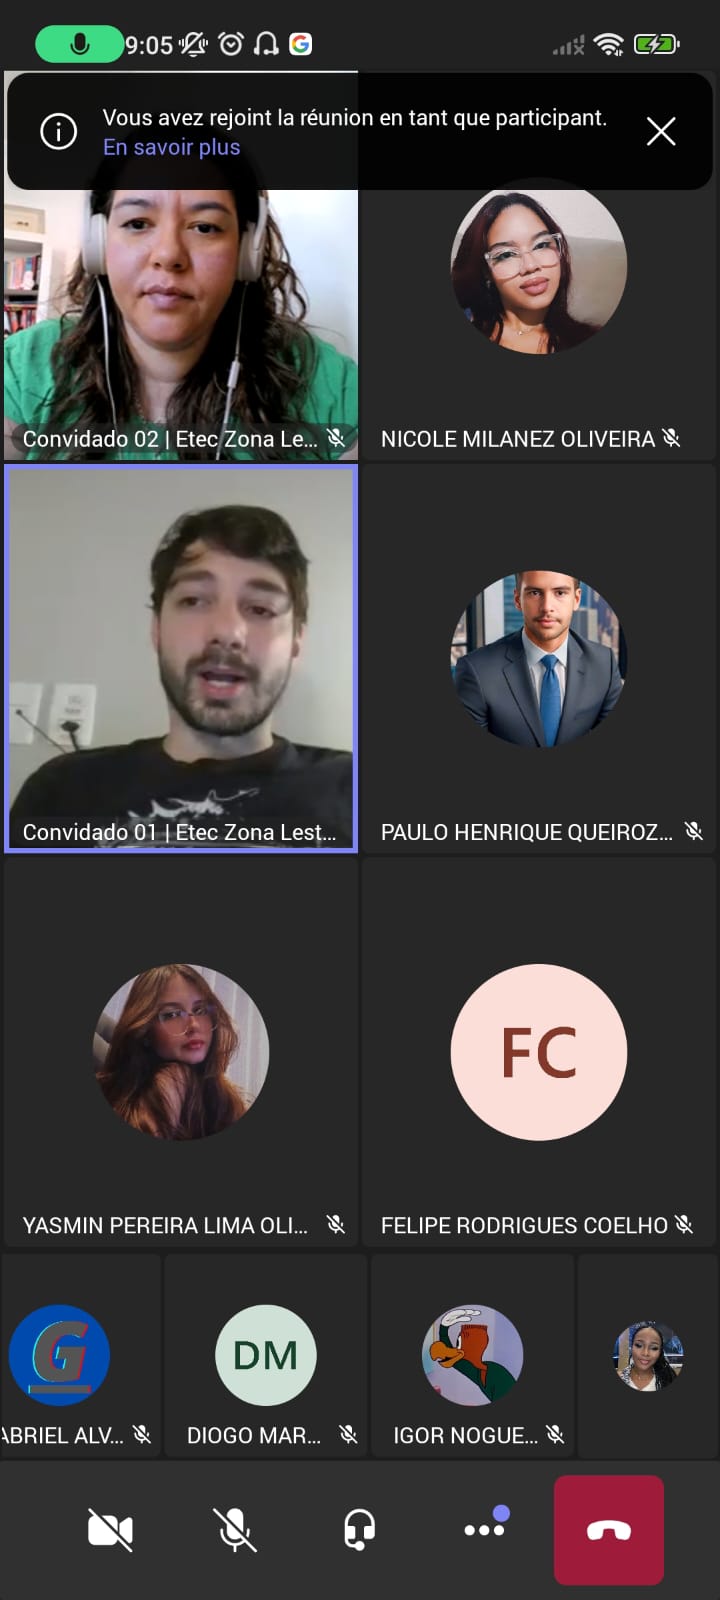 9:05
Vous avez rejoint la réunion en tant que participant.
En savoir plus
Convidado 02 | Etec Zona Le...
NICOLE MILANEZ OLIVEIRA
Convidado 01 | Etec Zona Lest...
PAULO HENRIQUE QUEIROZ...
FC
YASMIN PEREIRA LIMA OLI...
FELIPE RODRIGUES COELHO
G
DM
ABRIEL ALV...
DIOGO MAR...
IGOR NOGUE...